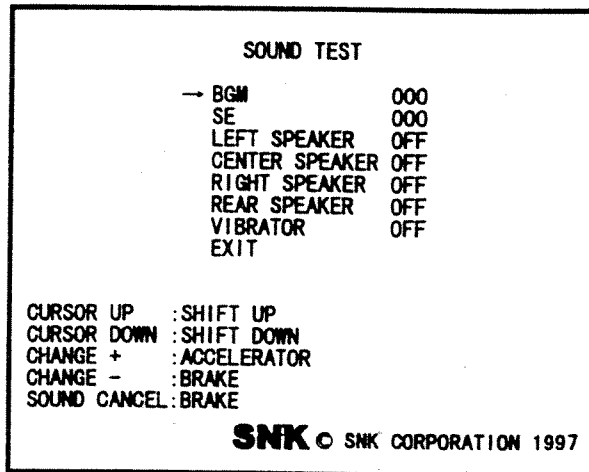 SOUND TEST
→ BGM 000
SE 000
LEFT SPEAKER OFF
CENTER SPEAKER OFF
RIGHT SPEAKER OFF
REAR SPEAKER OFF
VIBRATOR OFF
EXIT
CURSOR UP :SHIFT UP
CURSOR DOWN :SHIFT DOWN
CHANGE + :ACCELERATOR
CHANGE - :BRAKE
SOUND CANCEL:BRAKE
SNK © SNK CORPORATION 1997